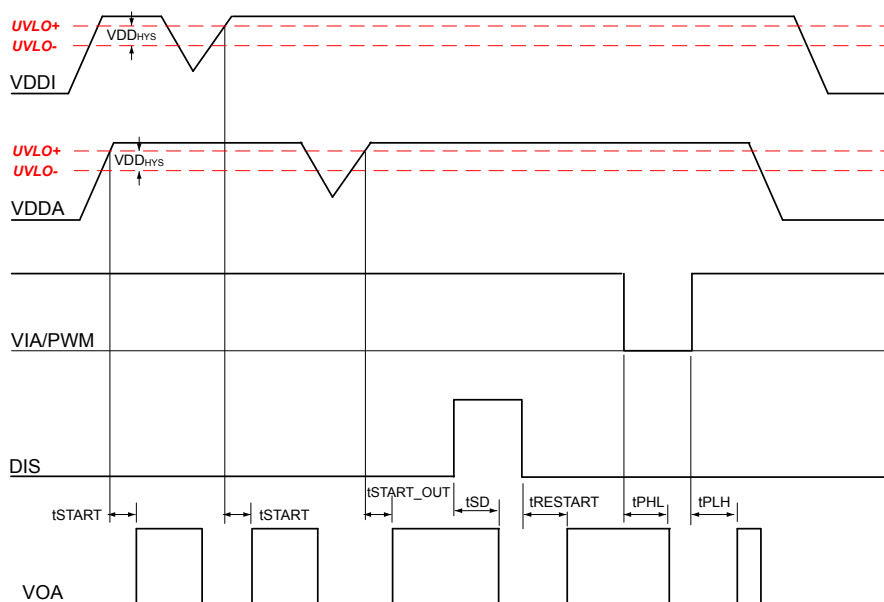 UVLO+
VDDHYS
UVLO-
VDDI
UVLO+
VDDHYS
UVLO-
VDDA
VIA/PWM
DIS
tSTART
tSTART
tSTART_OUT
tSD
tRESTART
tPHL
tPLH
VOA